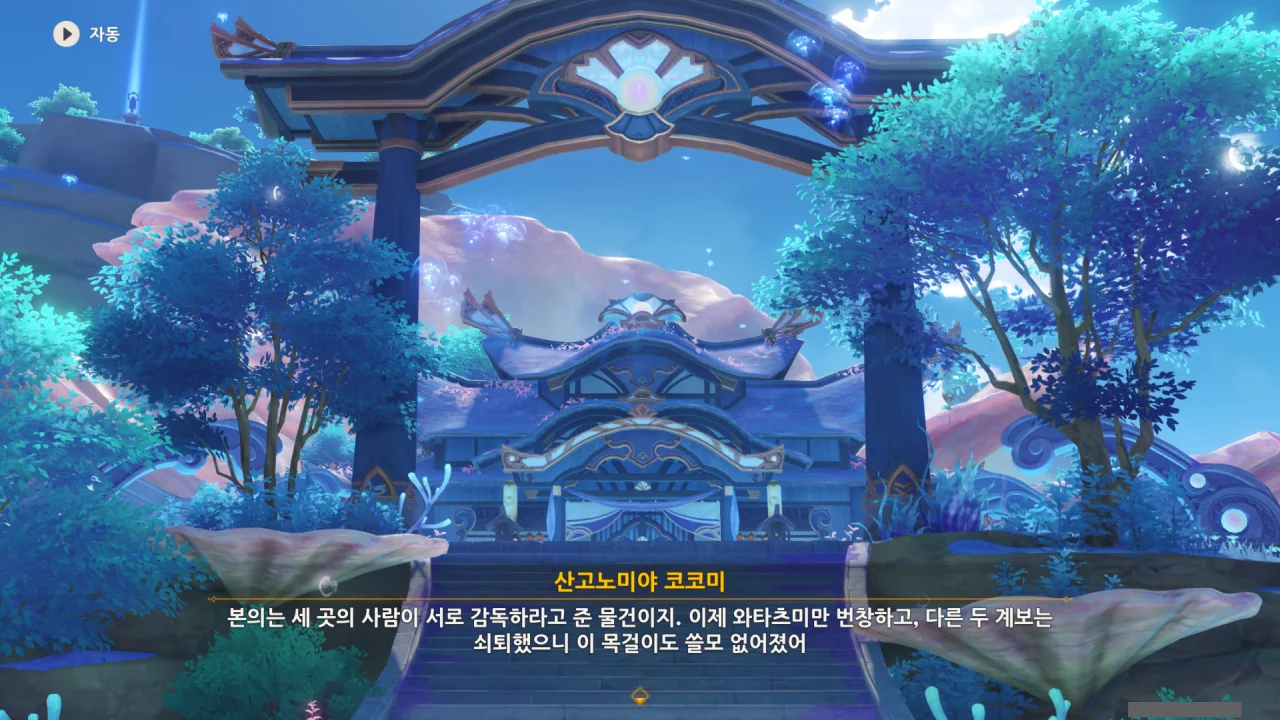 자동
산고노미야 코코미
본의는 세 곳의 사람이 서로 감독하라고 준 물건이지. 이제 와타츠미만 번창하고, 다른 두 계보는
쇠퇴했으니 이 목걸이도 쓸모 없어졌어